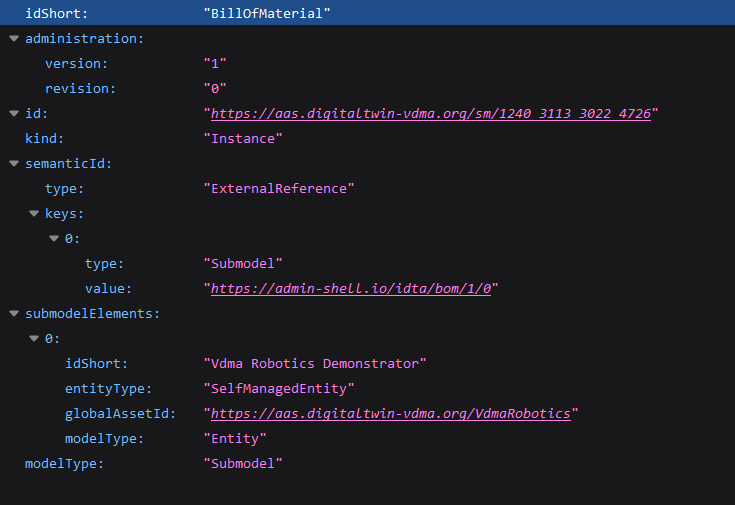 idShort: "BillOfMaterial"
administration:
version: "1"
revision: "0"
id: "https://aas.digitaltwin-vdma.org/sm/1240_3113_3022_4726"
kind: "Instance"
semanticId:
type: "ExternalReference"
keys:
0:
type: "Submodel"
value: "https://admin-shell.io/idta/bom/1/0"
submodelElements:
0:
idShort: "Vdma Robotics Demonstrator"
entityType: "SelfManagedEntity"
globalAssetId: "https://aas.digitaltwin-vdma.org/VdmaRobotics"
modelType: "Entity"
modelType: "Submodel"